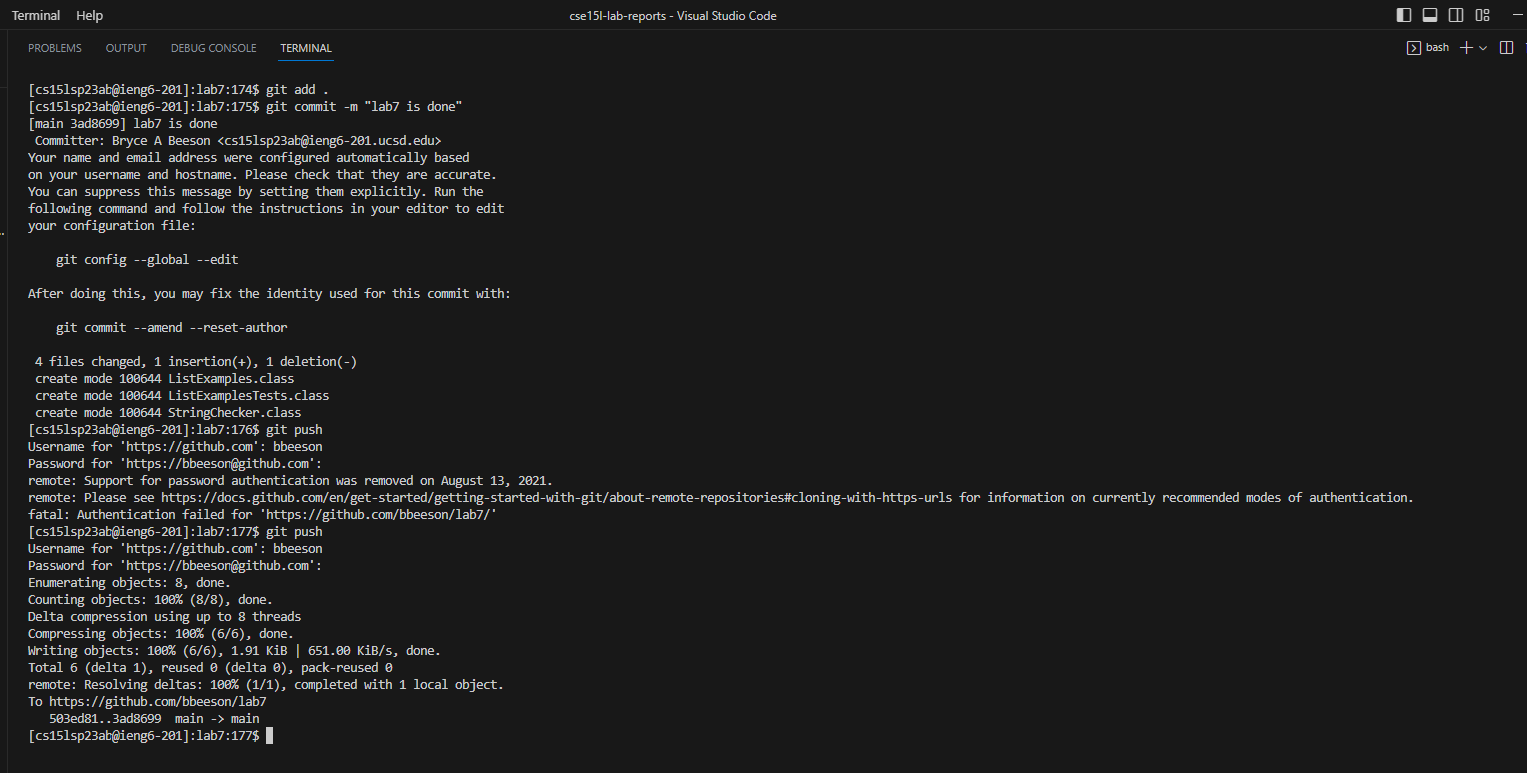 Terminal Help cse15l-lab-reports - Visual Studio Code
PROBLEMS OUTPUT DEBUG CONSOLE TERMINAL bash
[cs15lsp23ab@ieng6-201]:lab7:174$ git add .
[cs15lsp23ab@ieng6-201]:lab7:175$ git commit -m "lab7 is done"
[main 3ad8699] lab7 is done
 Committer: Bryce A Beeson <cs15lsp23ab@ieng6-201.ucsd.edu>
Your name and email address were configured automatically based
on your username and hostname. Please check that they are accurate.
You can suppress this message by setting them explicitly. Run the
following command and follow the instructions in your editor to edit
your configuration file:
    git config --global --edit
After doing this, you may fix the identity used for this commit with:
    git commit --amend --reset-author
 4 files changed, 1 insertion(+), 1 deletion(-)
 create mode 100644 ListExamples.class
 create mode 100644 ListExamplesTests.class
 create mode 100644 StringChecker.class
[cs15lsp23ab@ieng6-201]:lab7:176$ git push
Username for 'https://github.com': bbeeson
Password for 'https://bbeeson@github.com':
remote: Support for password authentication was removed on August 13, 2021.
remote: Please see https://docs.github.com/en/get-started/getting-started-with-git/about-remote-repositories#cloning-with-https-urls for information on currently recommended modes of authentication.
fatal: Authentication failed for 'https://github.com/bbeeson/lab7/'
[cs15lsp23ab@ieng6-201]:lab7:177$ git push
Username for 'https://github.com': bbeeson
Password for 'https://bbeeson@github.com':
Enumerating objects: 8, done.
Counting objects: 100% (8/8), done.
Delta compression using up to 8 threads
Compressing objects: 100% (6/6), done.
Writing objects: 100% (6/6), 1.91 KiB | 651.00 KiB/s, done.
Total 6 (delta 1), reused 0 (delta 0), pack-reused 0
remote: Resolving deltas: 100% (1/1), completed with 1 local object.
To https://github.com/bbeeson/lab7
   503ed81..3ad8699  main -> main
[cs15lsp23ab@ieng6-201]:lab7:177$